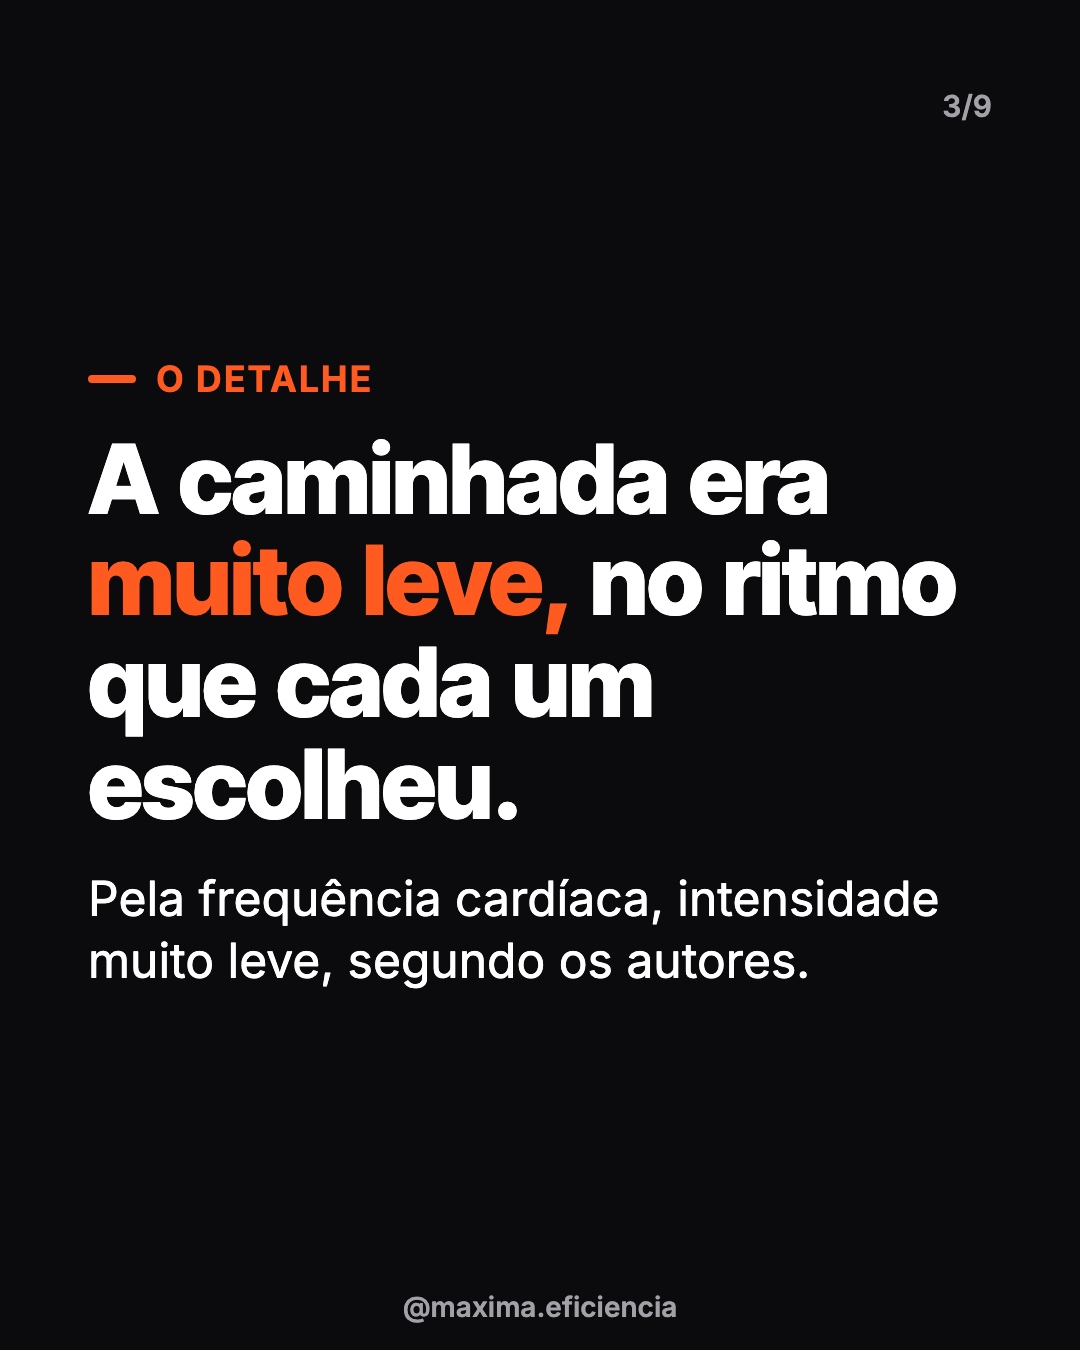 3/9
O DETALHE
A caminhada era
muito leve, no ritmo
que cada um
escolheu.
Pela frequência cardíaca, intensidade
muito leve, segundo os autores.
@maxima.eficiencia